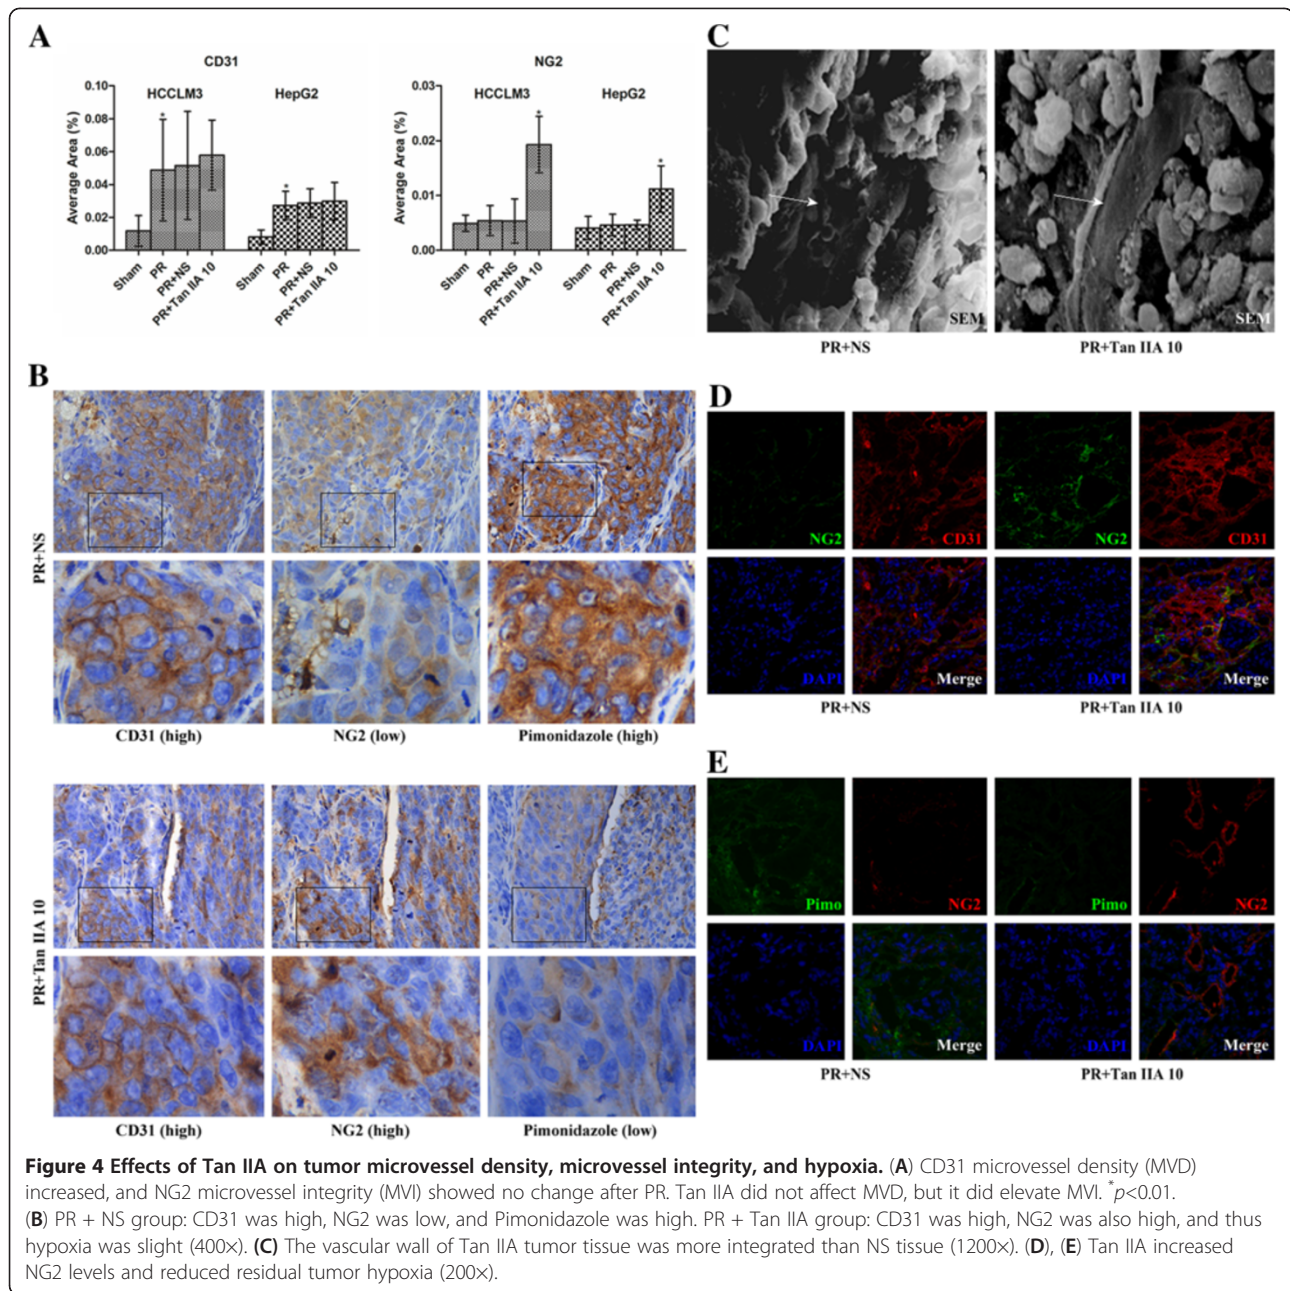 A
CD31
HCCLM3
HepG2
Average Area (%)
0.10
0.08
0.06
0.04
0.02
0.00
*
*
Sham
PR
PR+NS
PR+Tan IIA 10
Sham
PR
PR+NS
PR+Tan IIA 10
NG2
HCCLM3
HepG2
Average Area (%)
0.03
0.02
0.01
0.00
*
*
Sham
PR
PR+NS
PR+Tan IIA 10
Sham
PR
PR+NS
PR+Tan IIA 10
C
SEM
SEM
PR+NS
PR+Tan IIA 10
B
PR+NS
CD31 (high)
NG2 (low)
Pimonidazole (high)
PR+Tan IIA 10
CD31 (high)
NG2 (high)
Pimonidazole (low)
D
NG2
CD31
NG2
CD31
DAPI
Merge
DAPI
Merge
PR+NS
PR+Tan IIA 10
E
Pimo
NG2
Pimo
NG2
DAPI
Merge
DAPI
Merge
PR+NS
PR+Tan IIA 10
Figure 4 Effects of Tan IIA on tumor microvessel density, microvessel integrity, and hypoxia. (A) CD31 microvessel density (MVD)
increased, and NG2 microvessel integrity (MVI) showed no change after PR. Tan IIA did not affect MVD, but it did elevate MVI. *p<0.01.
(B) PR + NS group: CD31 was high, NG2 was low, and Pimonidazole was high. PR + Tan IIA group: CD31 was high, NG2 was also high, and thus
hypoxia was slight (400×). (C) The vascular wall of Tan IIA tumor tissue was more integrated than NS tissue (1200×). (D), (E) Tan IIA increased
NG2 levels and reduced residual tumor hypoxia (200×).